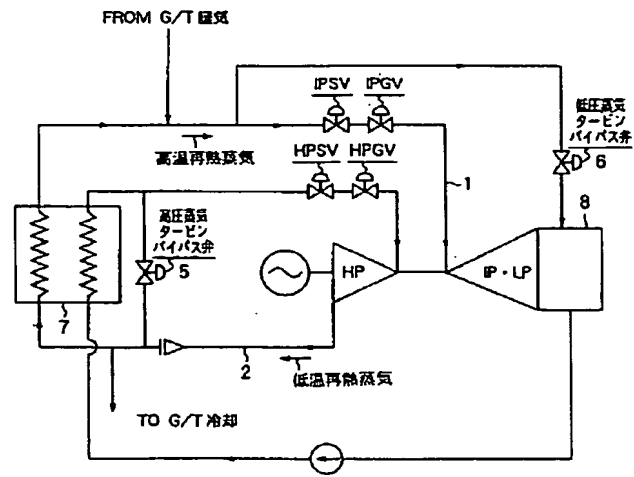 FROM G/T 蒸気
IPSV IPGV
低圧蒸気
タービン
バイパス弁
6
高温再熱蒸気
HPSV HPGV
1
8
高圧蒸気
タービン
バイパス弁
5
HP
IP・LP
7
2
低温再熱蒸気
TO G/T 冷却